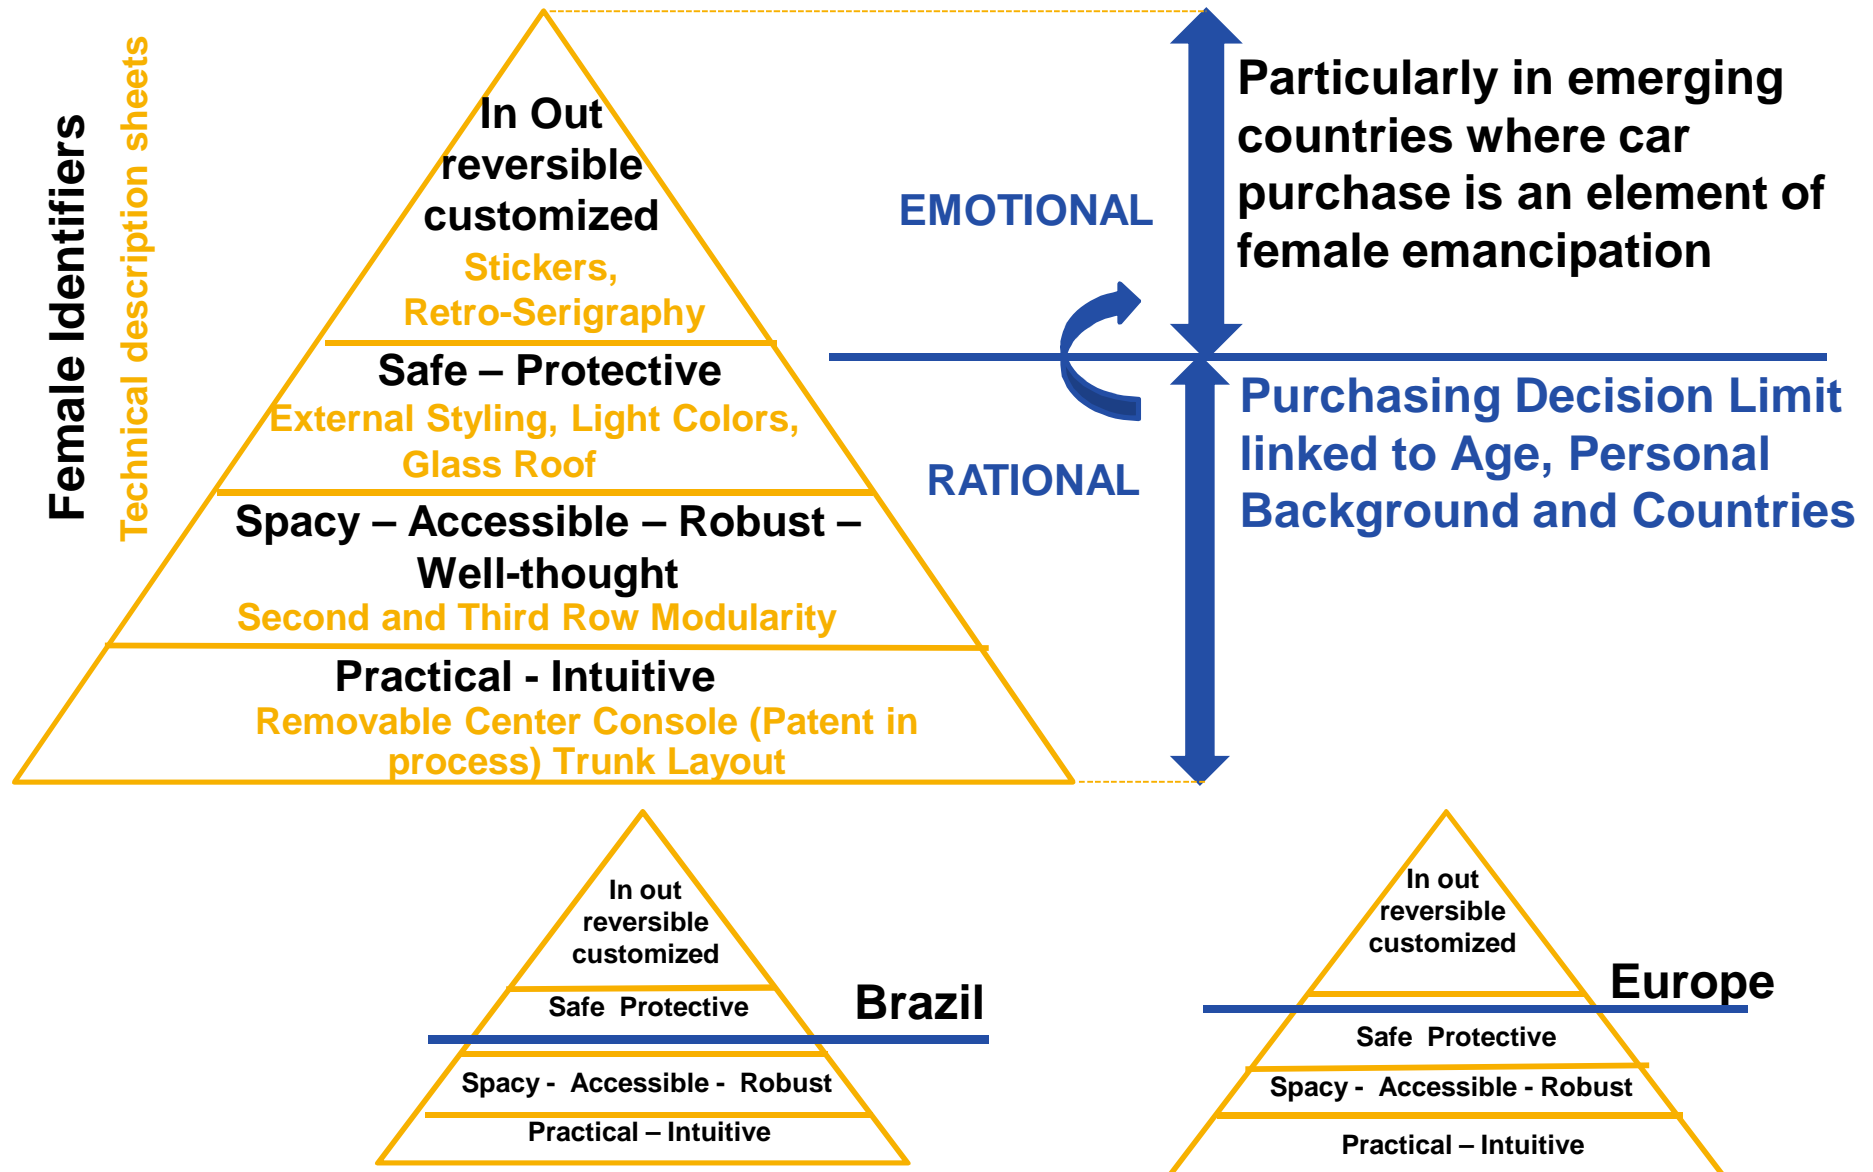 Female Identifiers
Technical description sheets
In Out
reversible
customized
Stickers,
Retro-Serigraphy
Safe – Protective
External Styling, Light Colors,
Glass Roof
Spacy – Accessible – Robust –
Well-thought
Second and Third Row Modularity
Practical - Intuitive
Removable Center Console (Patent in
process) Trunk Layout
EMOTIONAL
RATIONAL
Particularly in emerging
countries where car
purchase is an element of
female emancipation
Purchasing Decision Limit
linked to Age, Personal
Background and Countries
In out
reversible
customized
Safe Protective
Brazil
Spacy - Accessible - Robust
Practical – Intuitive
In out
reversible
customized
Europe
Safe Protective
Spacy - Accessible - Robust
Practical – Intuitive